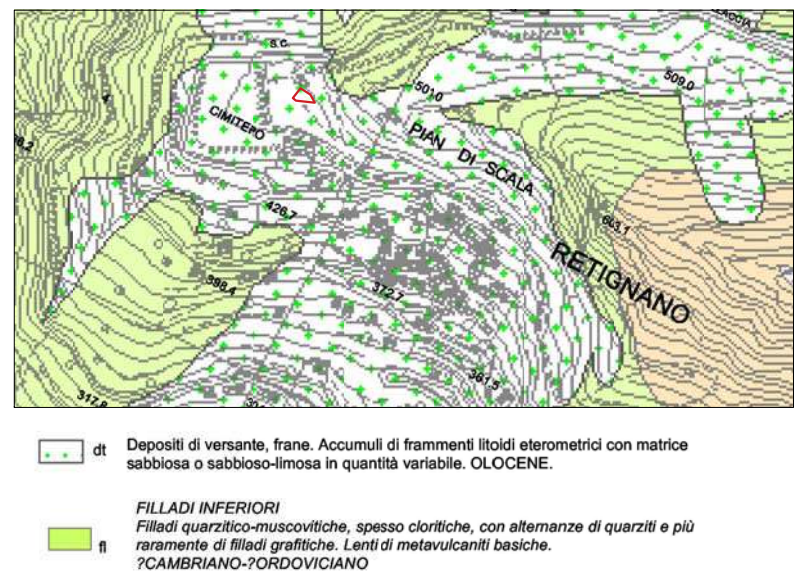 S.C.
501.0
509.0
CIMITERO
PIAN DI SCALA
426.7
663.1
RETIGNANO
398.4
372.7
361.5
317.8
dt Depositi di versante, frane. Accumuli di frammenti litoidi eterometrici con matrice
sabbiosa o sabbioso-limosa in quantità variabile. OLOCENE.
FILLADI INFERIORI
Filladi quarzitico-muscovitiche, spesso cloritiche, con alternanze di quarziti e più
fl raramente di filladi grafitiche. Lenti di metavulcaniti basiche.
?CAMBRIANO-?ORDOVICIANO